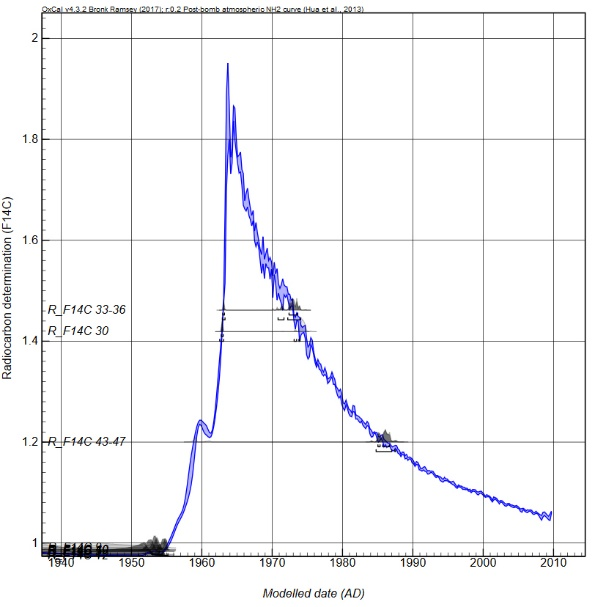 OxCal v4.3.2 Bronk Ramsey (2017); r:0.2 Post-bomb atmospheric NH2 curve (Hua et al., 2013)
2
1.8
1.6
R_F14C 33-36
1.4
R_F14C 30
1.2
R_F14C 43-47
1
1940 1950 1960 1970 1980 1990 2000 2010
Radiocarbon determination (F14C)
Modelled date (AD)